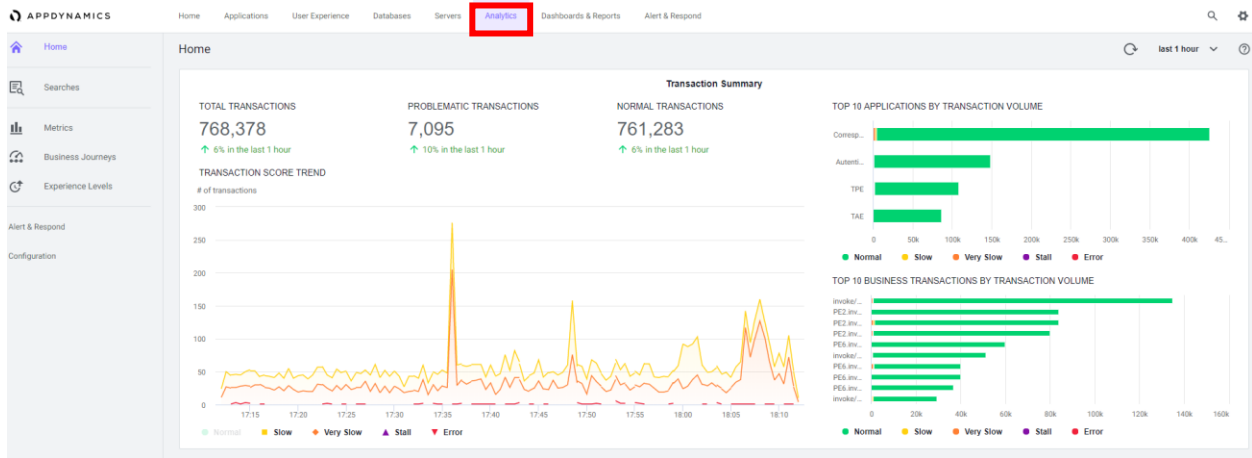 APPDYNAMICS
Home Applications User Experience Databases Servers Analytics Dashboards & Reports Alert & Respond
Home
Searches
Metrics
Business Journeys
Experience Levels
Alert & Respond
Configuration
Home
last 1 hour
Transaction Summary
TOTAL TRANSACTIONS
768,378
6% in the last 1 hour
PROBLEMATIC TRANSACTIONS
7,095
10% in the last 1 hour
NORMAL TRANSACTIONS
761,283
6% in the last 1 hour
TRANSACTION SCORE TREND
# of transactions
300
250
200
150
100
50
0
17:15 17:20 17:25 17:30 17:35 17:40 17:45 17:50 17:55 18:00 18:05 18:10
Normal Slow Very Slow Stall Error
TOP 10 APPLICATIONS BY TRANSACTION VOLUME
Corresp...
Autenti...
TPE
TAE
0 50k 100k 150k 200k 250k 300k 350k 400k 45...
Normal Slow Very Slow Stall Error
TOP 10 BUSINESS TRANSACTIONS BY TRANSACTION VOLUME
invoke/...
PE2.inv...
PE2.inv...
PE2.inv...
PE6.inv...
invoke/...
PE6.inv...
PE6.inv...
PE6.inv...
invoke/...
0 20k 40k 60k 80k 100k 120k 140k 160k
Normal Slow Very Slow Stall Error